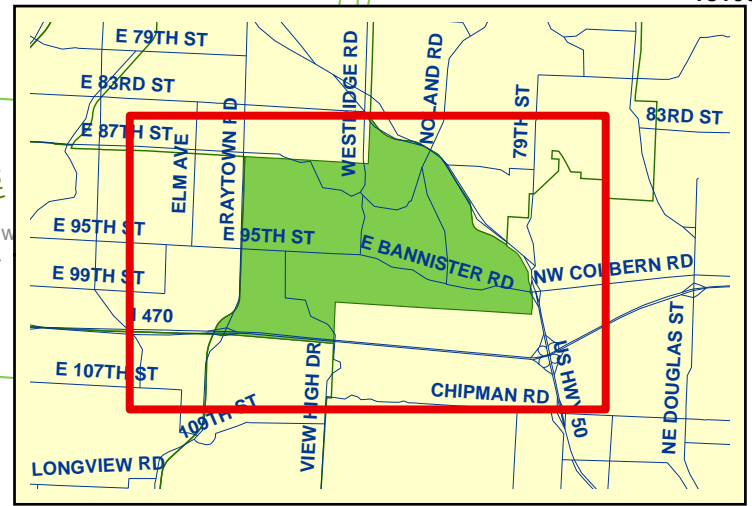 E 79TH ST
WESTRIDGE RD
NOLAND RD
E 83RD ST
79TH ST
83RD ST
E 87TH ST
ELM AVE
RAYTOWN RD
E 95TH ST
E 95TH ST
E BANNISTER RD
NW COLBERN RD
E 99TH ST
I 470
US HWY 50
NE DOUGLAS ST
E 107TH ST
VIEW HIGH DR
CHIPMAN RD
109TH ST
LONGVIEW RD